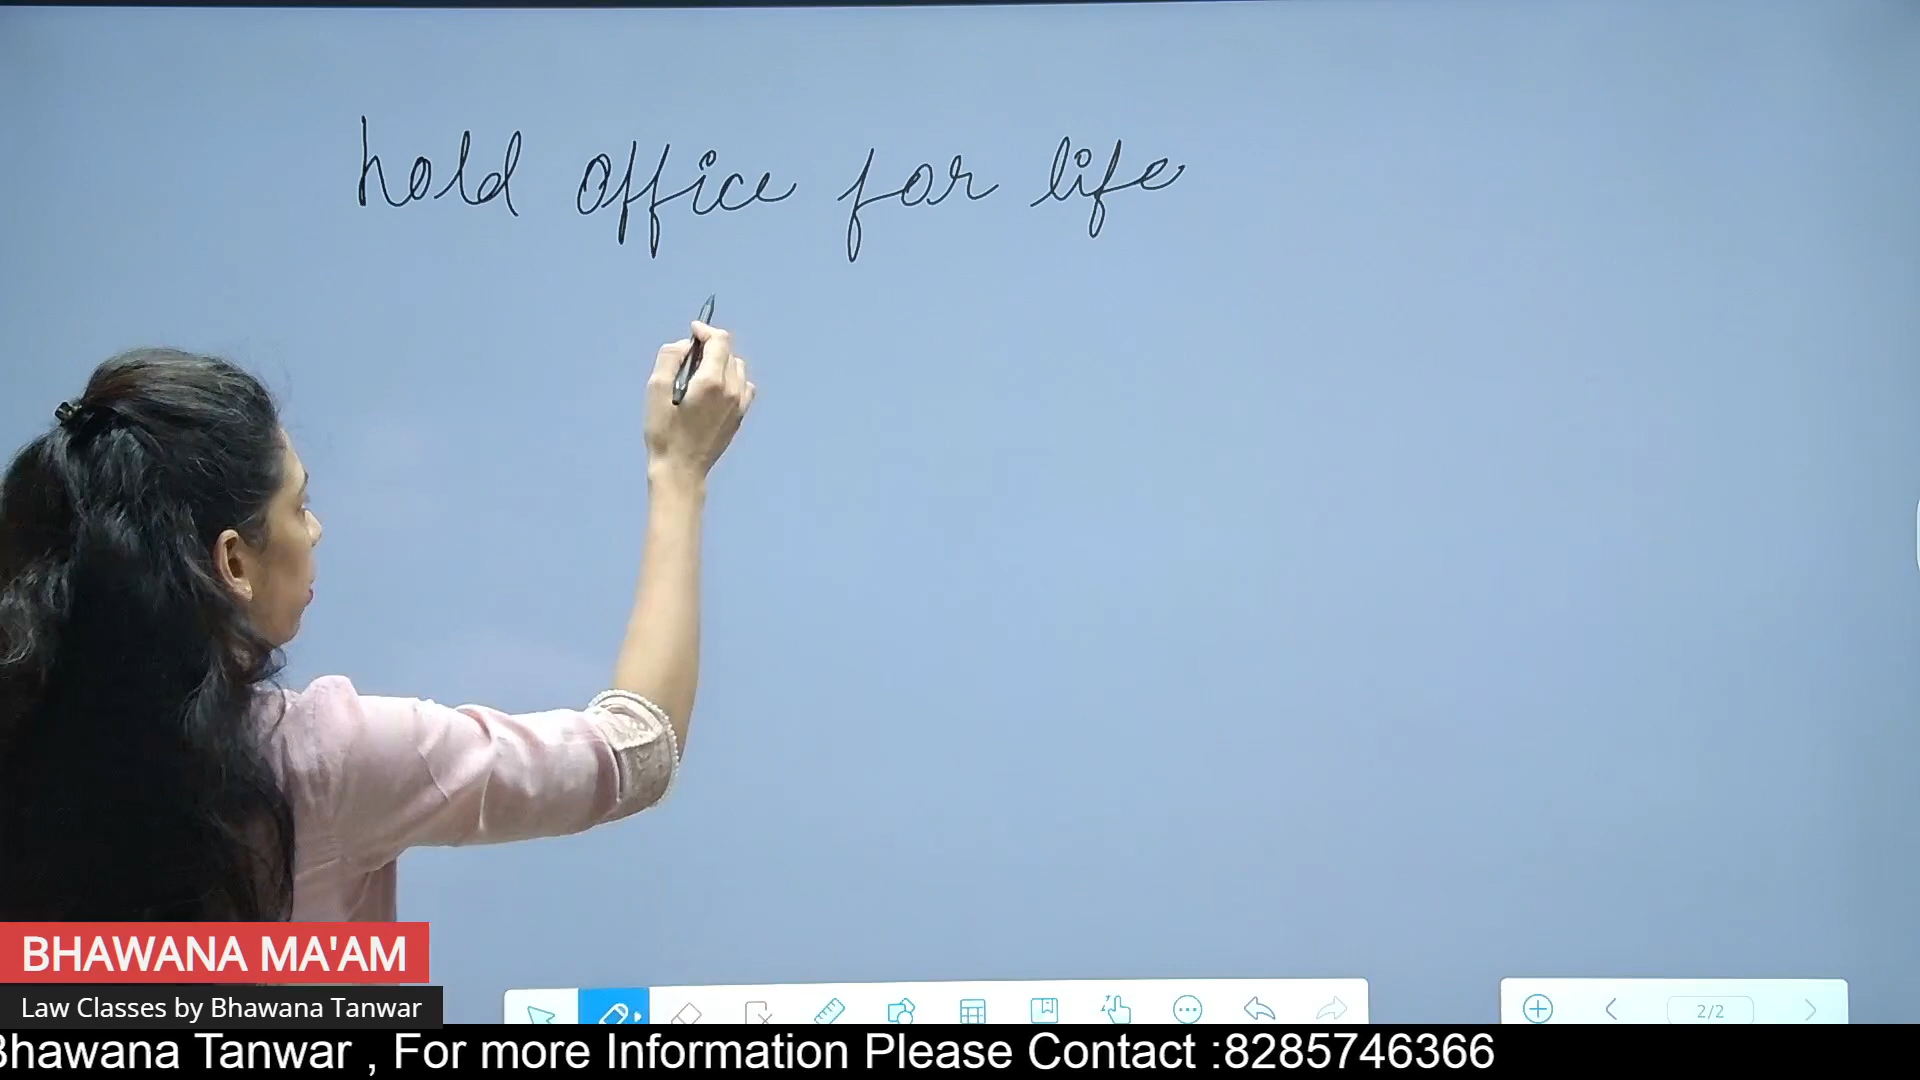 hold office for life
BHAWANA MA'AM
Law Classes by Bhawana Tanwar
2/2
Bhawana Tanwar , For more Information Please Contact :8285746366